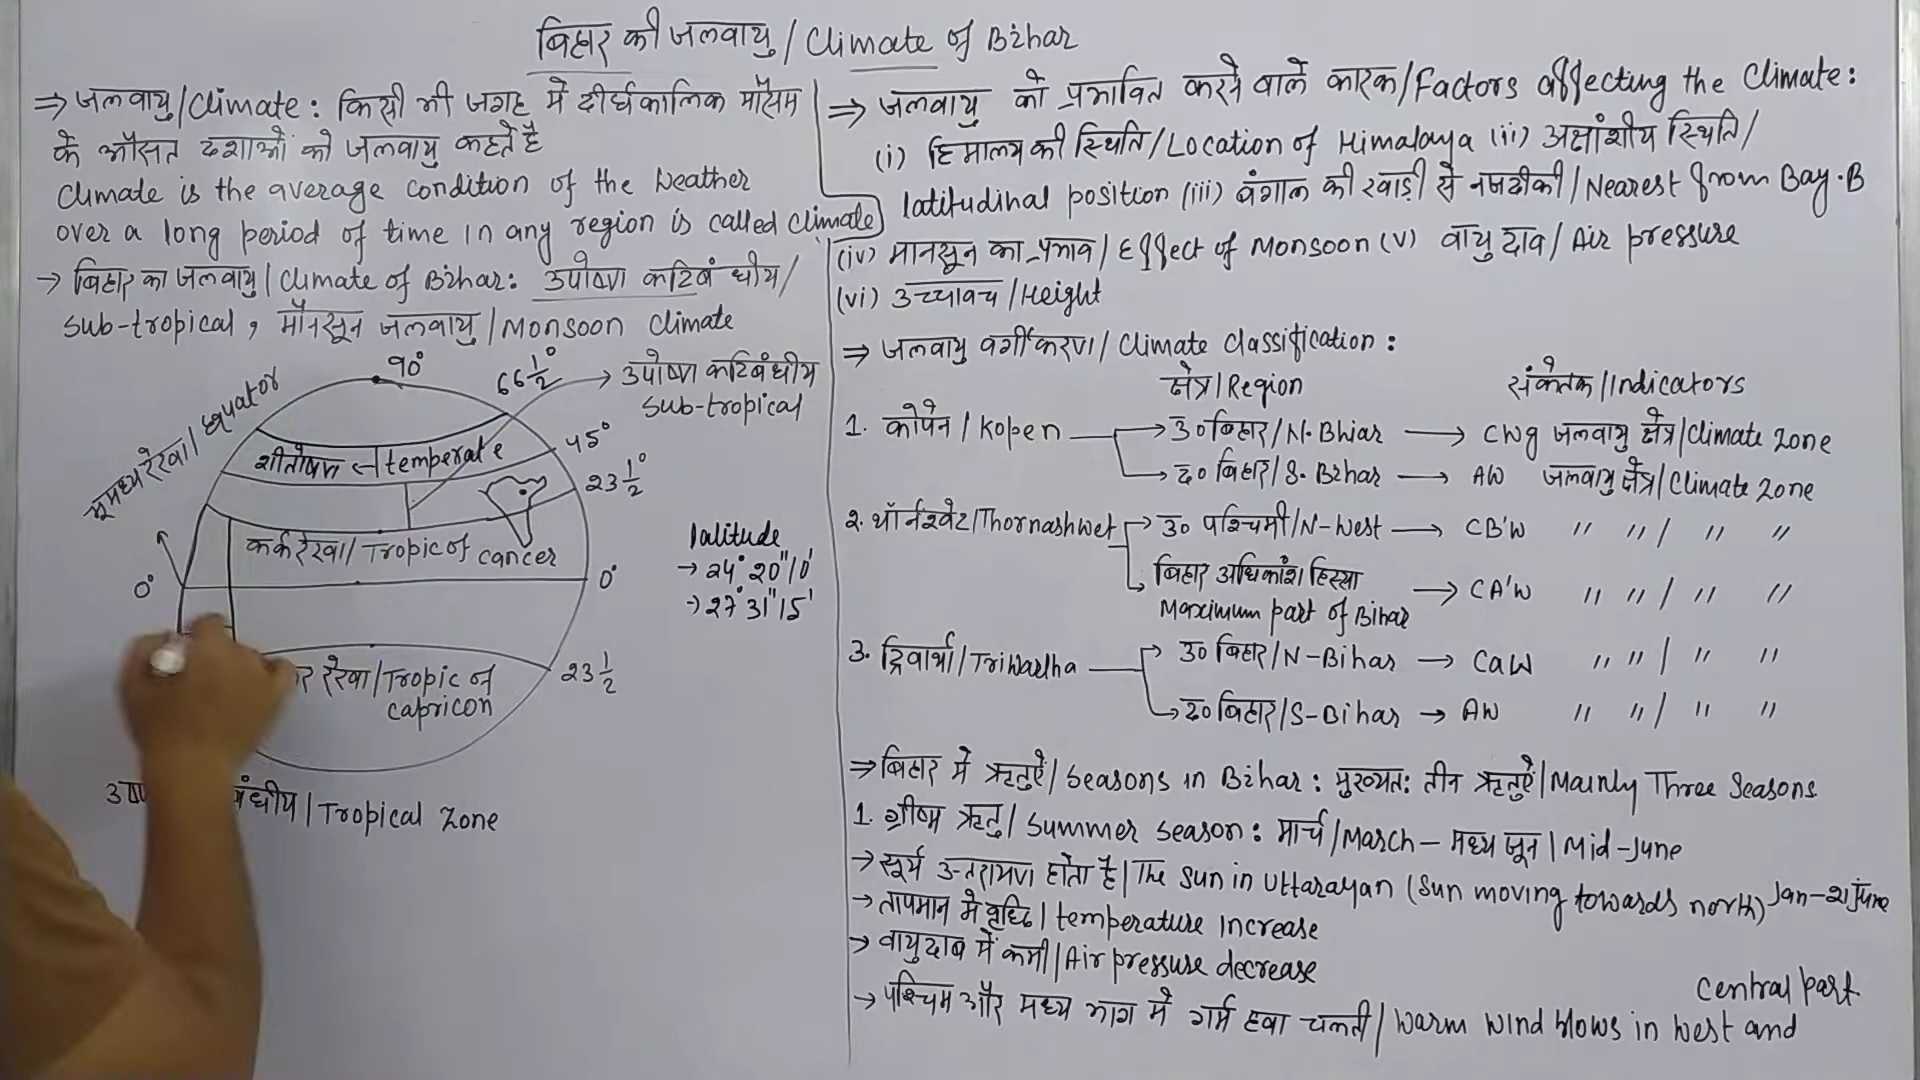 बिहार की जलवायु / Climate of Bihar
⇒ जलवायु/Climate: किसी भी जगह में दीर्घकालिक मौसम
के औसत दशाओं को जलवायु कहते है
Climate is the average condition of the Weather
over a long period of time in any region is called climate
→ बिहार का जलवायु/Climate of Bihar: उपोष्ण कटिबंधीय/
Sub-tropical, मॉनसून जलवायु/Monsoon Climate
90°
66 1/2°
→ उपोष्ण कटिबंधीय
Sub-tropical
भूमध्य रेखा/Equator
शीतोष्ण ← temperate
45°
23 1/2°
कर्क रेखा/Tropic of cancer
0°
0°
latitude
→ 24° 20" 10'
→ 27° 31" 15'
रेखा/Tropic of
capricon
23 1/2
बंधीय/Tropical Zone
⇒ जलवायु को प्रभावित करने वाले कारक/Factors affecting the Climate:
(i) हिमालय की स्थिति/Location of Himalaya (ii) अक्षांशीय स्थिति/
latitudinal position (iii) बंगाल की खाड़ी से नजदीकी/Nearest from Bay.B
(iv) मानसून का प्रभाव/Effect of Monsoon (v) वायु दाव/Air pressure
(vi) उच्चावच/Height
⇒ जलवायु वर्गीकरण/Climate Classification:
क्षेत्र/Region संकेतक/Indicators
1. कोपेन/Kopen → उ० बिहार/N. Bhiar → CWg जलवायु क्षेत्र/Climate Zone
→ द० बिहार/S. Bihar → AW जलवायु क्षेत्र/Climate Zone
2. थॉर्नश्वेट/Thornashwet → उ० पश्चिमी/N-West → CB'W " "/ " "
→ बिहार अधिकांश हिस्सा
Maximum part of Bihar → CA'W " "/ " "
3. ट्रिवार्था/Triwartha → उ० बिहार/N-Bihar → CaW " "/ " "
→ द० बिहार/S-Bihar → AW " "/ " "
⇒ बिहार में ऋतुऐं/Seasons in Bihar: मुख्यत: तीन ऋतुऐं/Mainly Three Seasons
1. ग्रीष्म ऋतु/Summer Season: मार्च/March – मध्य जून/Mid-June
→ सूर्य उत्तरायण होता है/The Sun in Uttarayan (Sun moving towards north) Jan-21 June
→ तापमान में वृद्धि/temperature Increase
→ वायुदाब में कमी/Air pressure decrease
→ पश्चिम और मध्य भाग में गर्म हवा चलती/Warm Wind blows in West and
central part